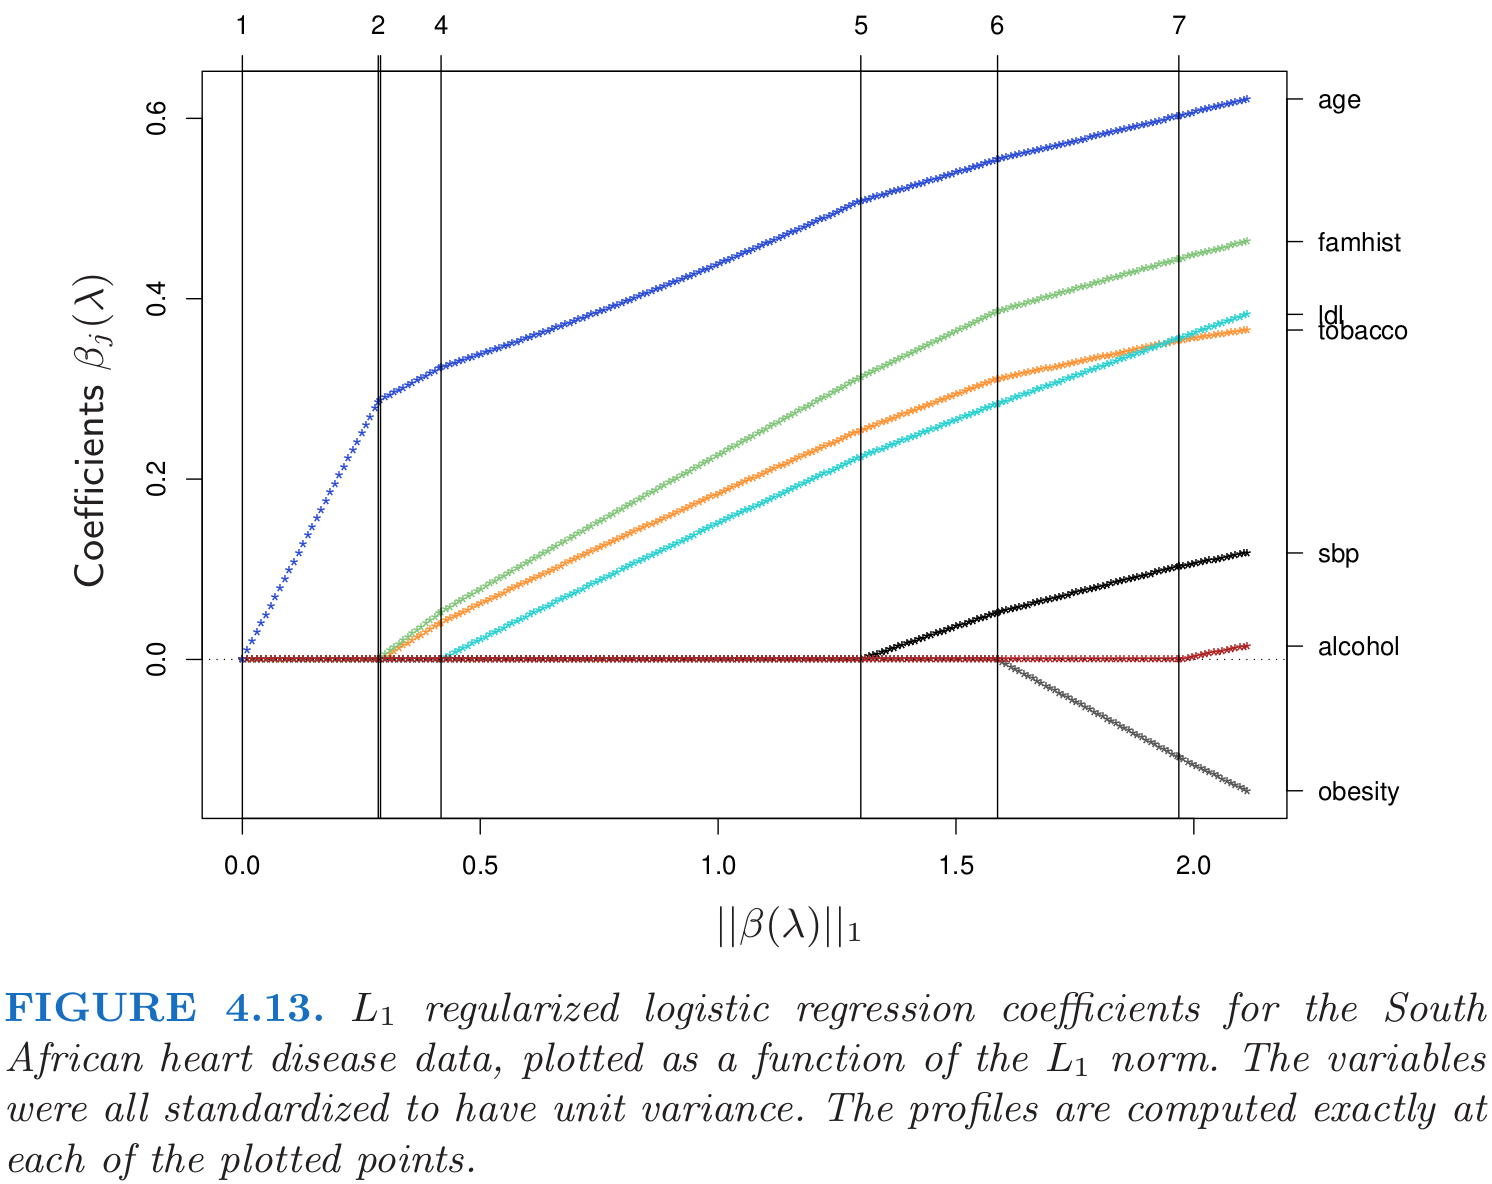 1 2 4 5 6 7
0.6
0.4
0.2
0.0
Coefficients βj(λ)
age
famhist
ldl
tobacco
sbp
alcohol
obesity
0.0 0.5 1.0 1.5 2.0
||β(λ)||1
FIGURE 4.13. L1 regularized logistic regression coefficients for the South
African heart disease data, plotted as a function of the L1 norm. The variables
were all standardized to have unit variance. The profiles are computed exactly at
each of the plotted points.